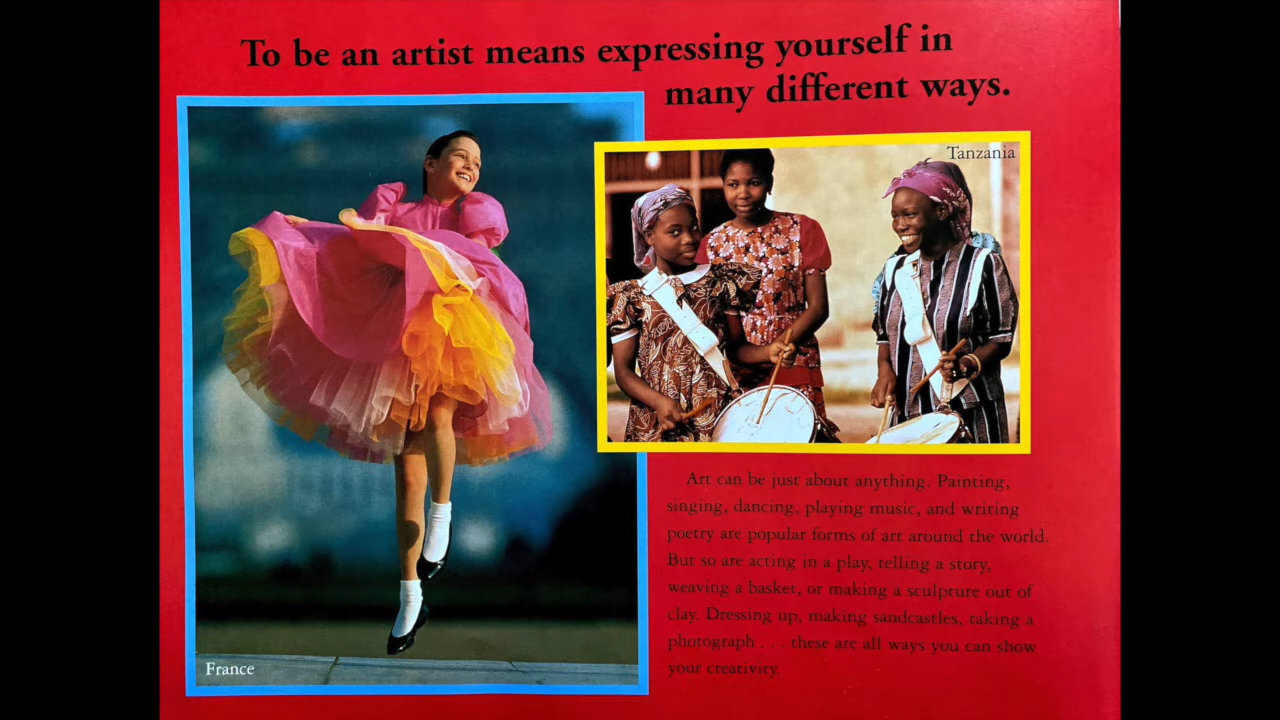 To be an artist means expressing yourself in
many different ways.
Tanzania
Art can be just about anything. Painting,
singing, dancing, playing music, and writing
poetry are popular forms of art around the world.
But so are acting in a play, telling a story,
weaving a basket, or making a sculpture out of
clay. Dressing up, making sandcastles, taking a
photograph . . . these are all ways you can show
your creativity.
France